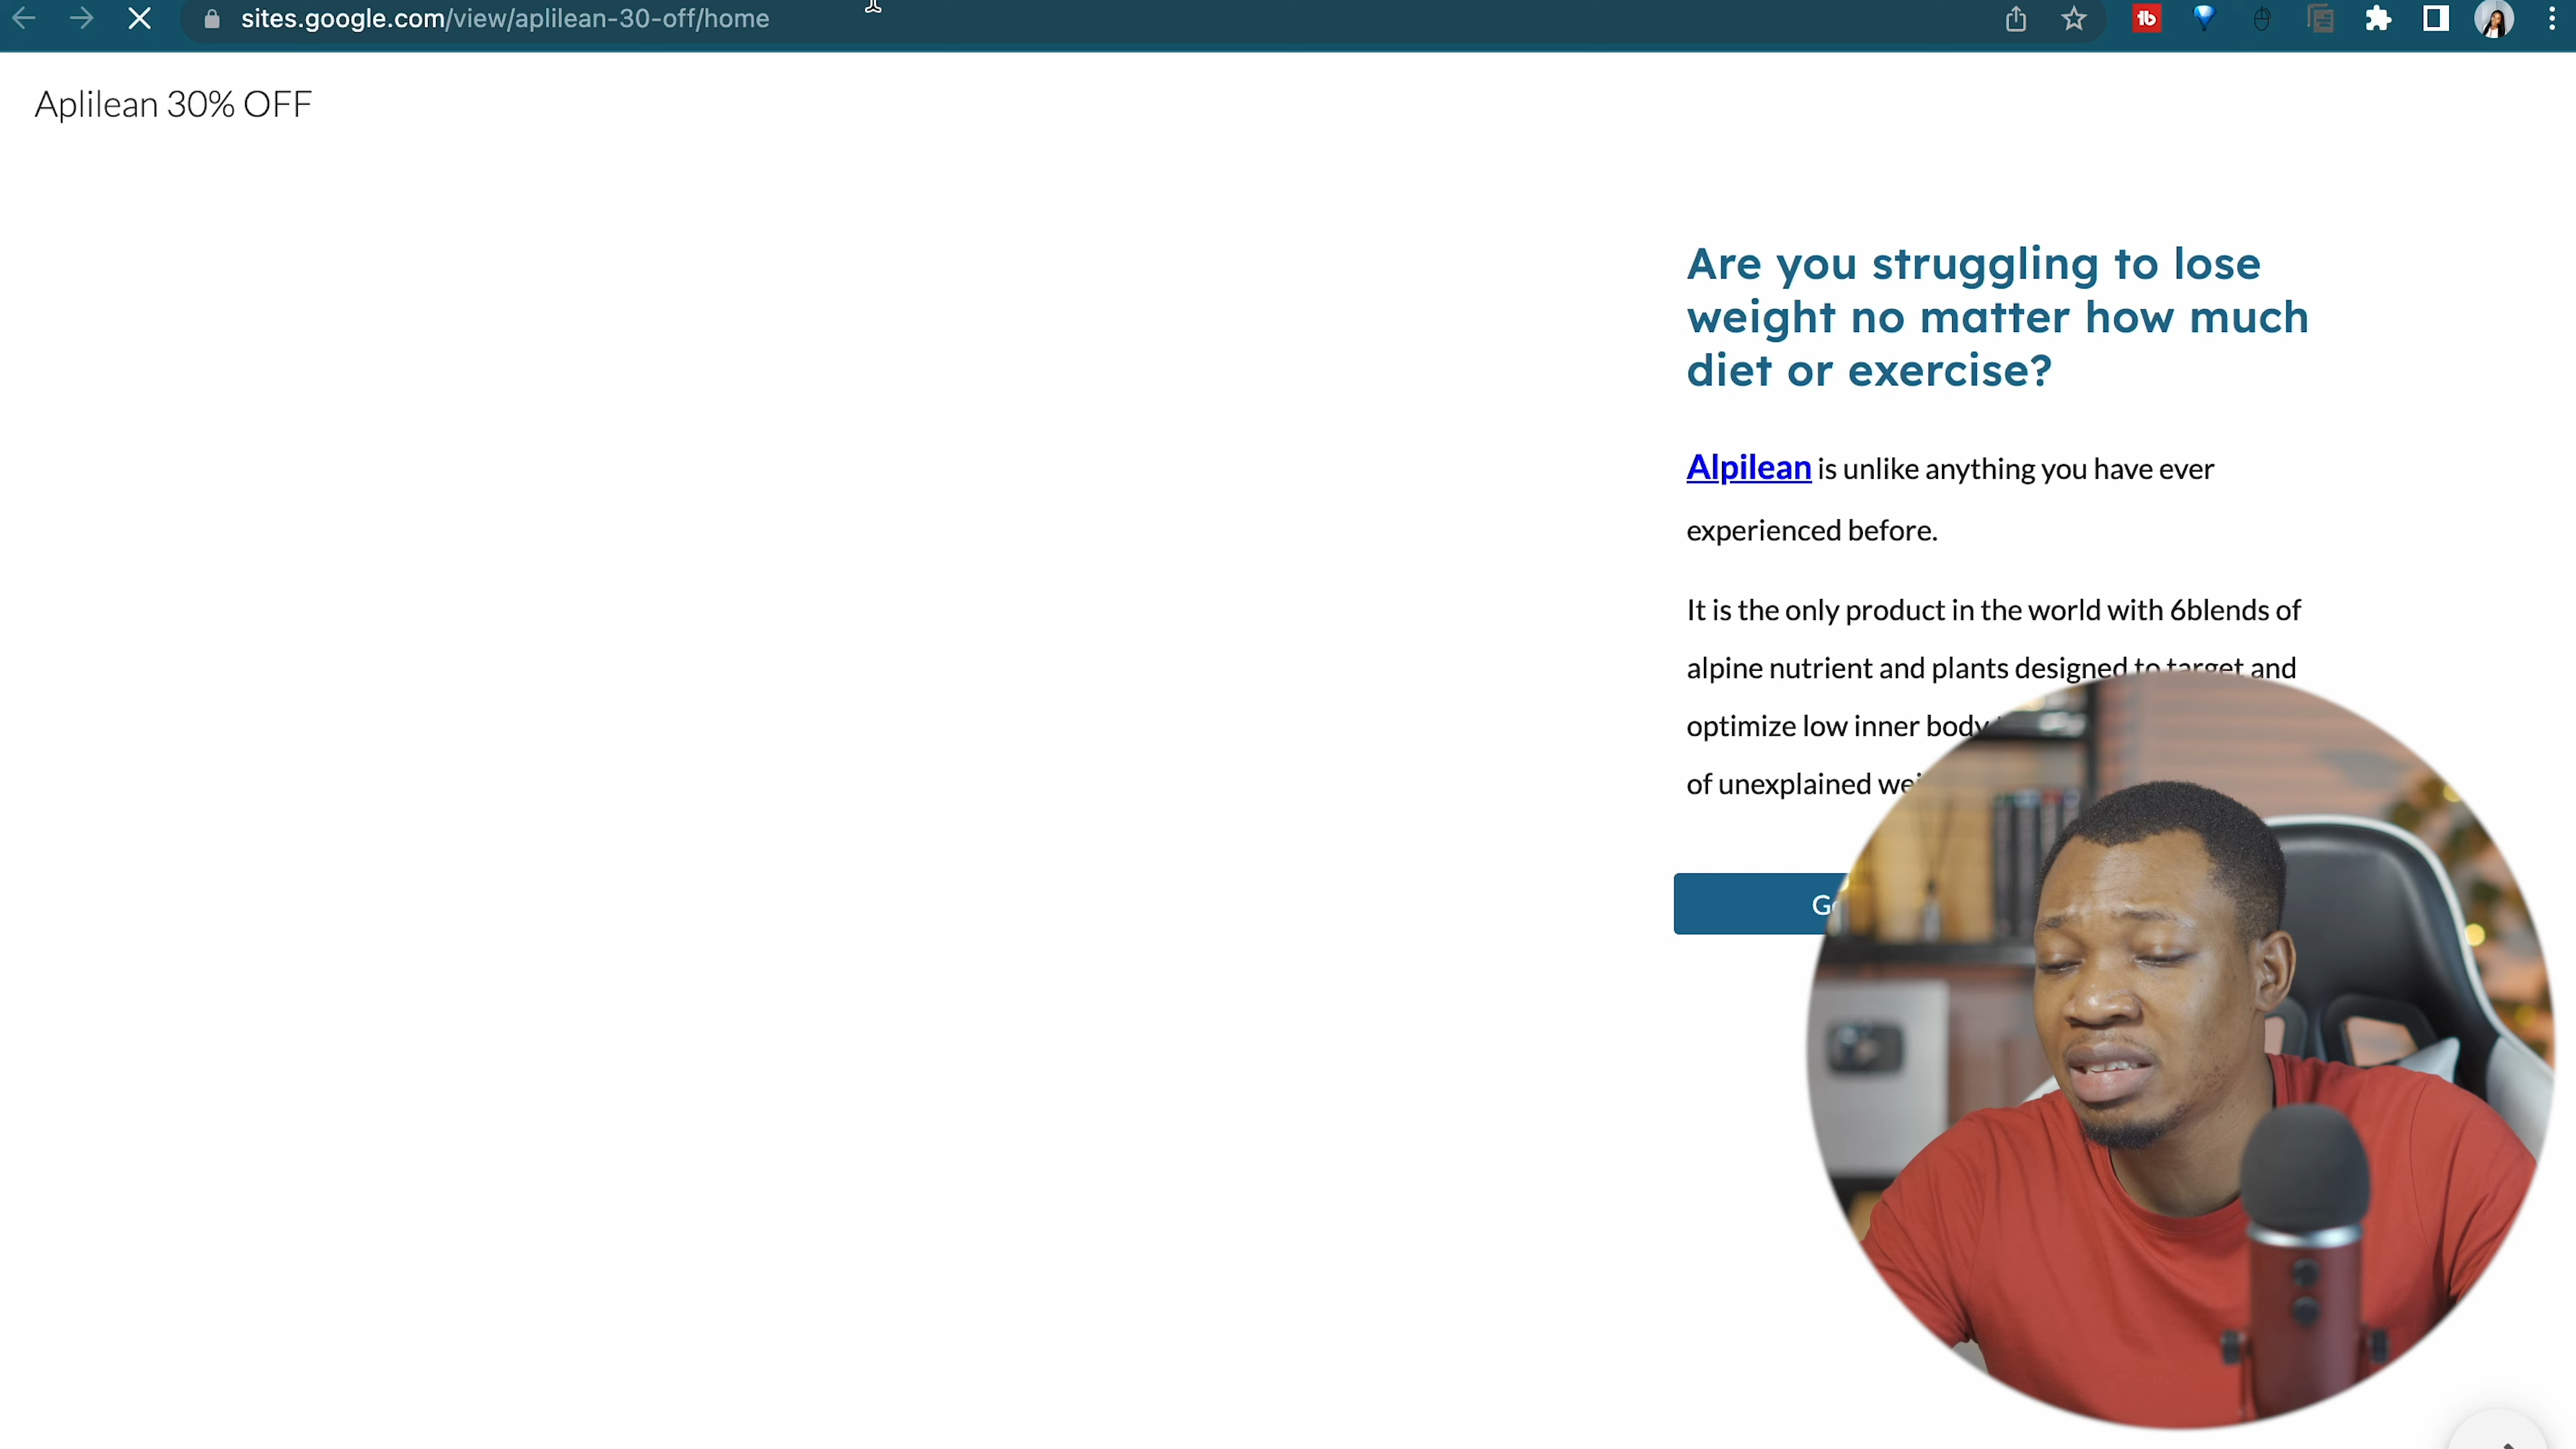 sites.google.com/view/aplilean-30-off/home
Aplilean 30% OFF
Are you struggling to lose
weight no matter how much
diet or exercise?
Alpilean is unlike anything you have ever
experienced before.
It is the only product in the world with 6blends of
alpine nutrient and plants designed to target and
optimize low inner body
of unexplained